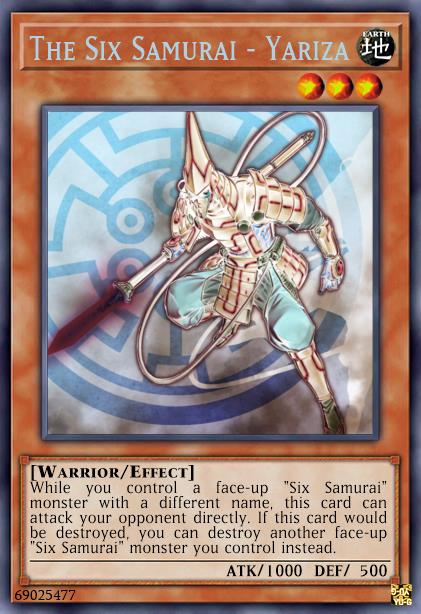 THE SIX SAMURAI - YARIZA
EARTH
地
[WARRIOR/EFFECT]
While you control a face-up "Six Samurai"
monster with a different name, this card can
attack your opponent directly. If this card would
be destroyed, you can destroy another face-up
"Six Samurai" monster you control instead.
ATK/1000 DEF/ 500
69025477